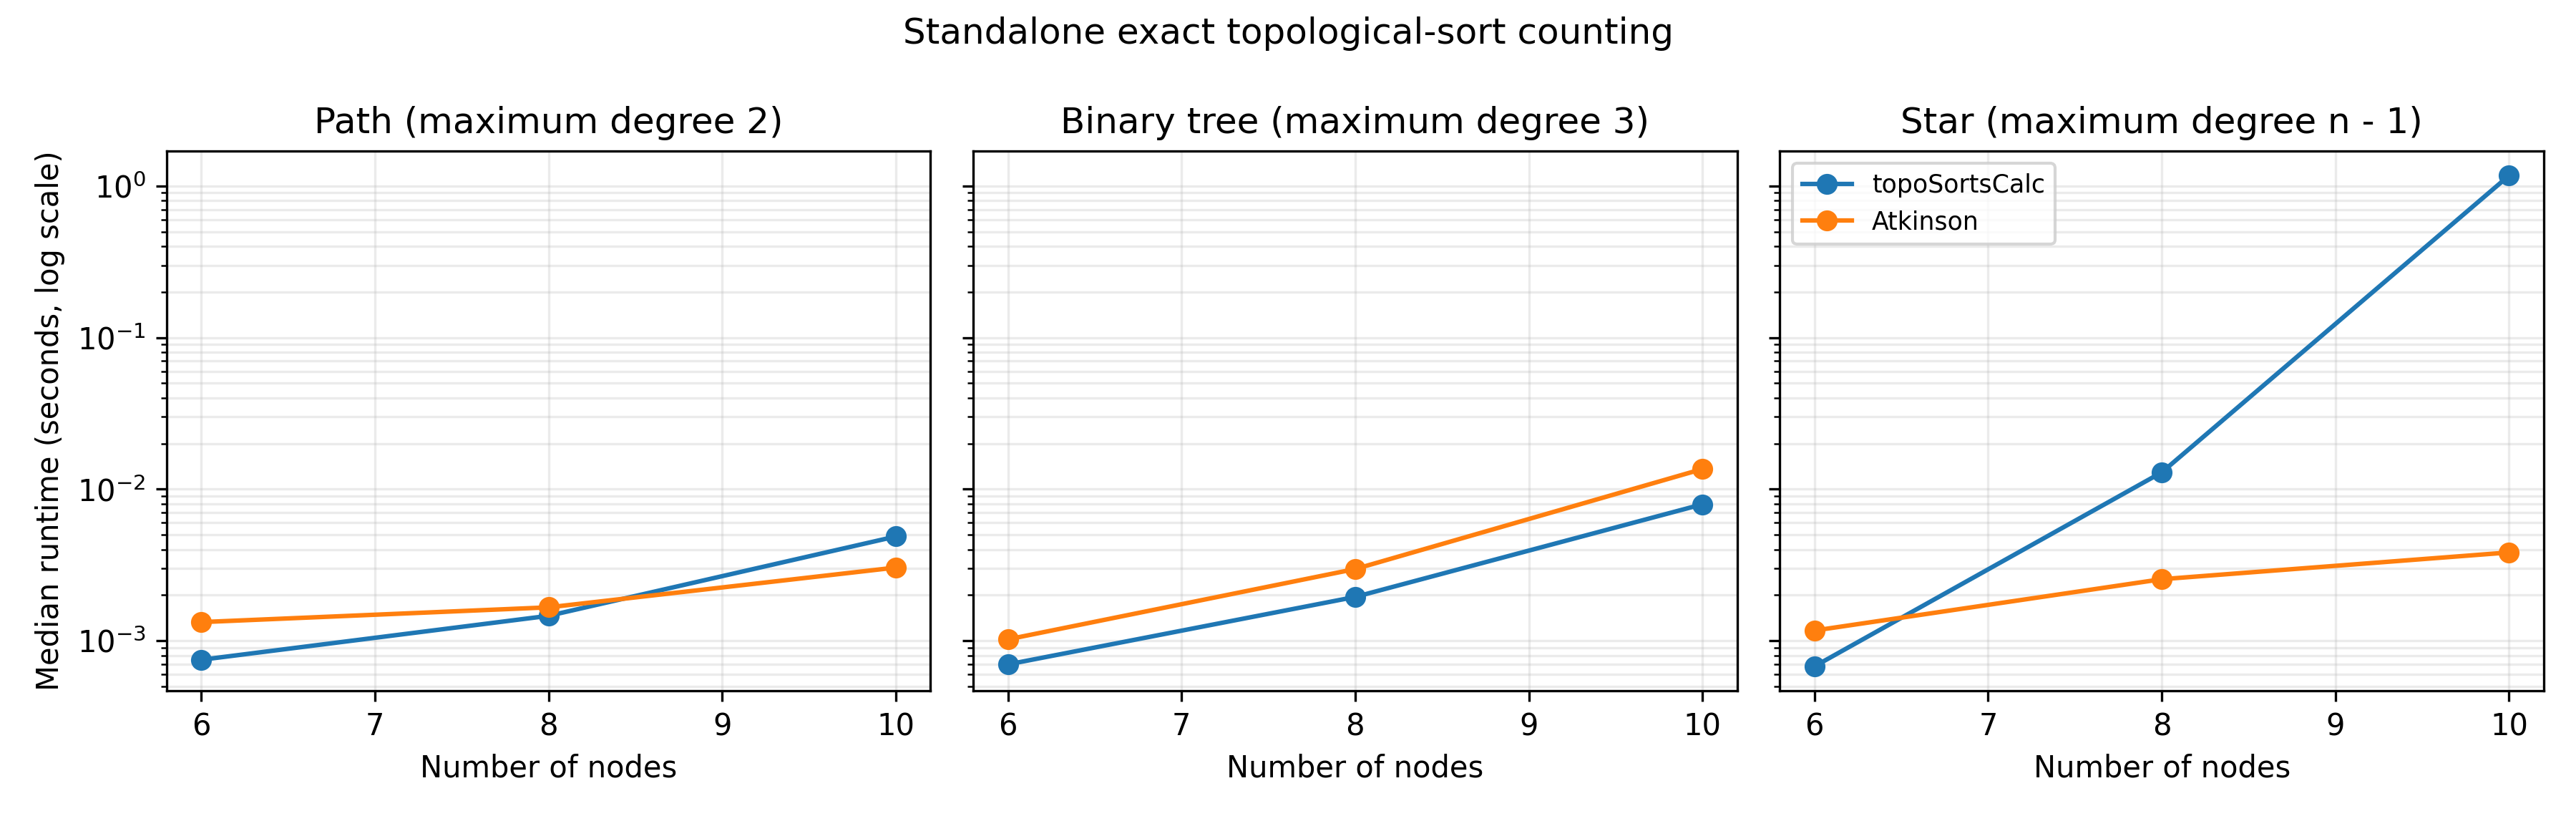 Standalone exact topological-sort counting
Path (maximum degree 2)
Binary tree (maximum degree 3)
Star (maximum degree n - 1)
Median runtime (seconds, log scale)
10⁰
10⁻¹
10⁻²
10⁻³
topoSortsCalc
Atkinson
6 7 8 9 10
6 7 8 9 10
6 7 8 9 10
Number of nodes
Number of nodes
Number of nodes